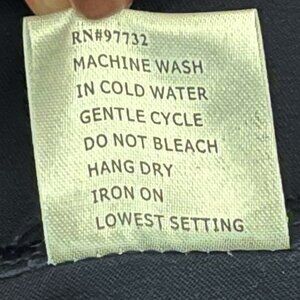 RN#97732
MACHINE WASH
IN COLD WATER
GENTLE CYCLE
DO NOT BLEACH
HANG DRY
IRON ON
LOWEST SETTING